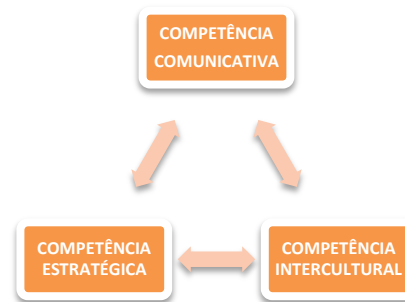 COMPETÊNCIA
COMUNICATIVA
COMPETÊNCIA
ESTRATÉGICA
COMPETÊNCIA
INTERCULTURAL